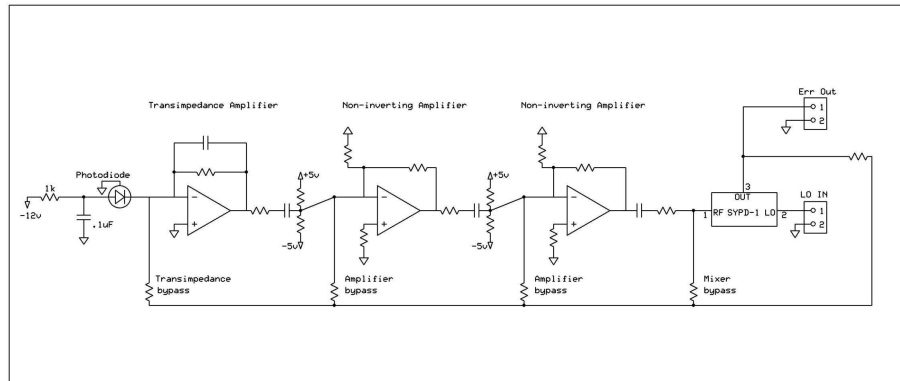 Err Out
1
2
Transimpedance Amplifier
Non-inverting Amplifier
Non-inverting Amplifier
Photodiode
1k
-12v
.1uF
-
+
+5v
-5v
-
+
+5v
-5v
-
+
3
OUT
RF SYPD-1 LO
1
2
LO IN
1
2
Transimpedance
bypass
Amplifier
bypass
Amplifier
bypass
Mixer
bypass